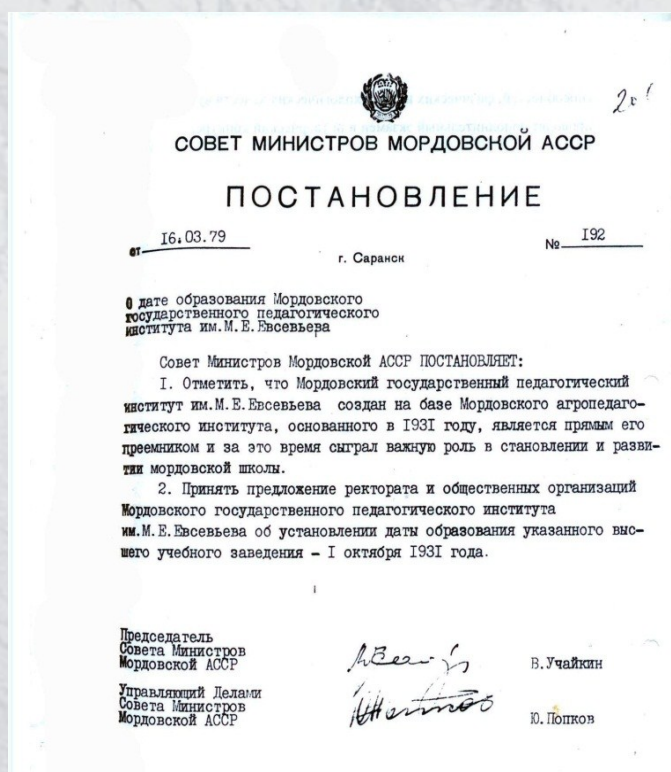 2х
СОВЕТ МИНИСТРОВ МОРДОВСКОЙ АССР
ПОСТАНОВЛЕНИЕ
от 16.03.79
№ 192
г. Саранск
О дате образования Мордовского
государственного педагогического
института им.М.Е.Евсевьева
Совет Министров Мордовской АССР ПОСТАНОВЛЯЕТ:
I. Отметить, что Мордовский государственный педагогический
институт им.М.Е.Евсевьева создан на базе Мордовского агропедаго-
гического института, основанного в 1931 году, является прямым его
преемником и за это время сыграл важную роль в становлении и разви-
тии мордовской школы.
2. Принять предложение ректората и общественных организаций
Мордовского государственного педагогического института
им.М.Е.Евсевьева об установлении даты образования указанного выс-
шего учебного заведения – I октября 1931 года.
Председатель
Совета Министров
Мордовской АССР
В.Учайкин
Управляющий Делами
Совета Министров
Мордовской АССР
Ю.Попков